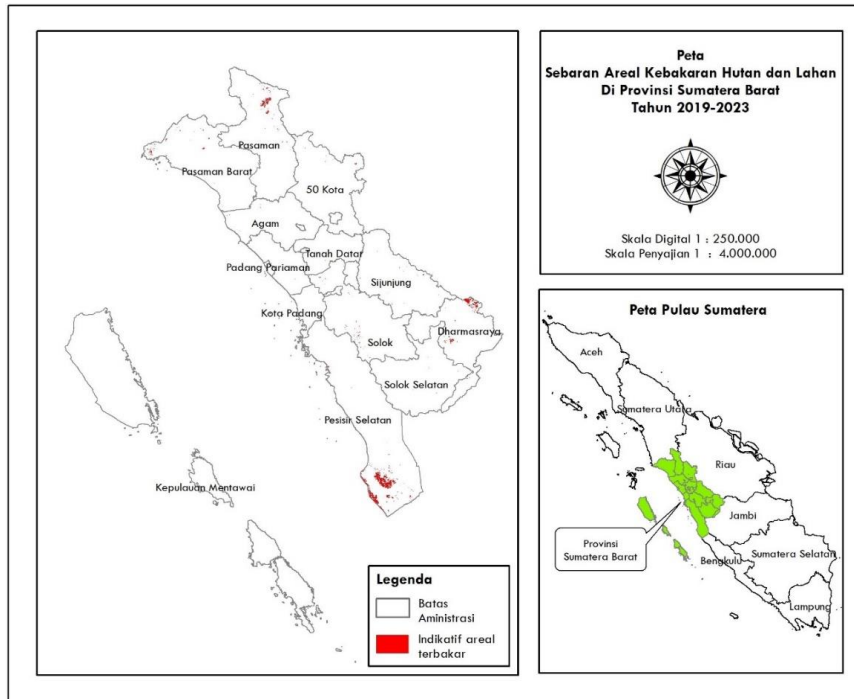 Peta
Sebaran Areal Kebakaran Hutan dan Lahan
Di Provinsi Sumatera Barat
Tahun 2019-2023
Skala Digital 1 : 250.000
Skala Penyajian 1 : 4.000.000
Pasaman
Pasaman Barat
50 Kota
Agam
Tanah Datar
Padang Pariaman
Sijunjung
Kota Padang
Dharmasraya
Solok
Solok Selatan
Pesisir Selatan
Kepulauan Mentawai
Legenda
Batas
Aministrasi
Indikatif areal
terbakar
Peta Pulau Sumatera
Aceh
Sumatera Utara
Riau
Jambi
Provinsi
Sumatera Barat
Bengkulu
Sumatera Selatan
Lampung